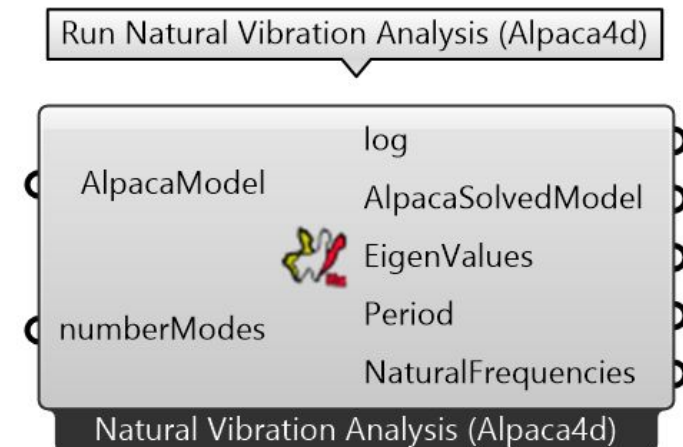 Run Natural Vibration Analysis (Alpaca4d)
AlpacaModel
numberModes
log
AlpacaSolvedModel
EigenValues
Period
NaturalFrequencies
Natural Vibration Analysis (Alpaca4d)